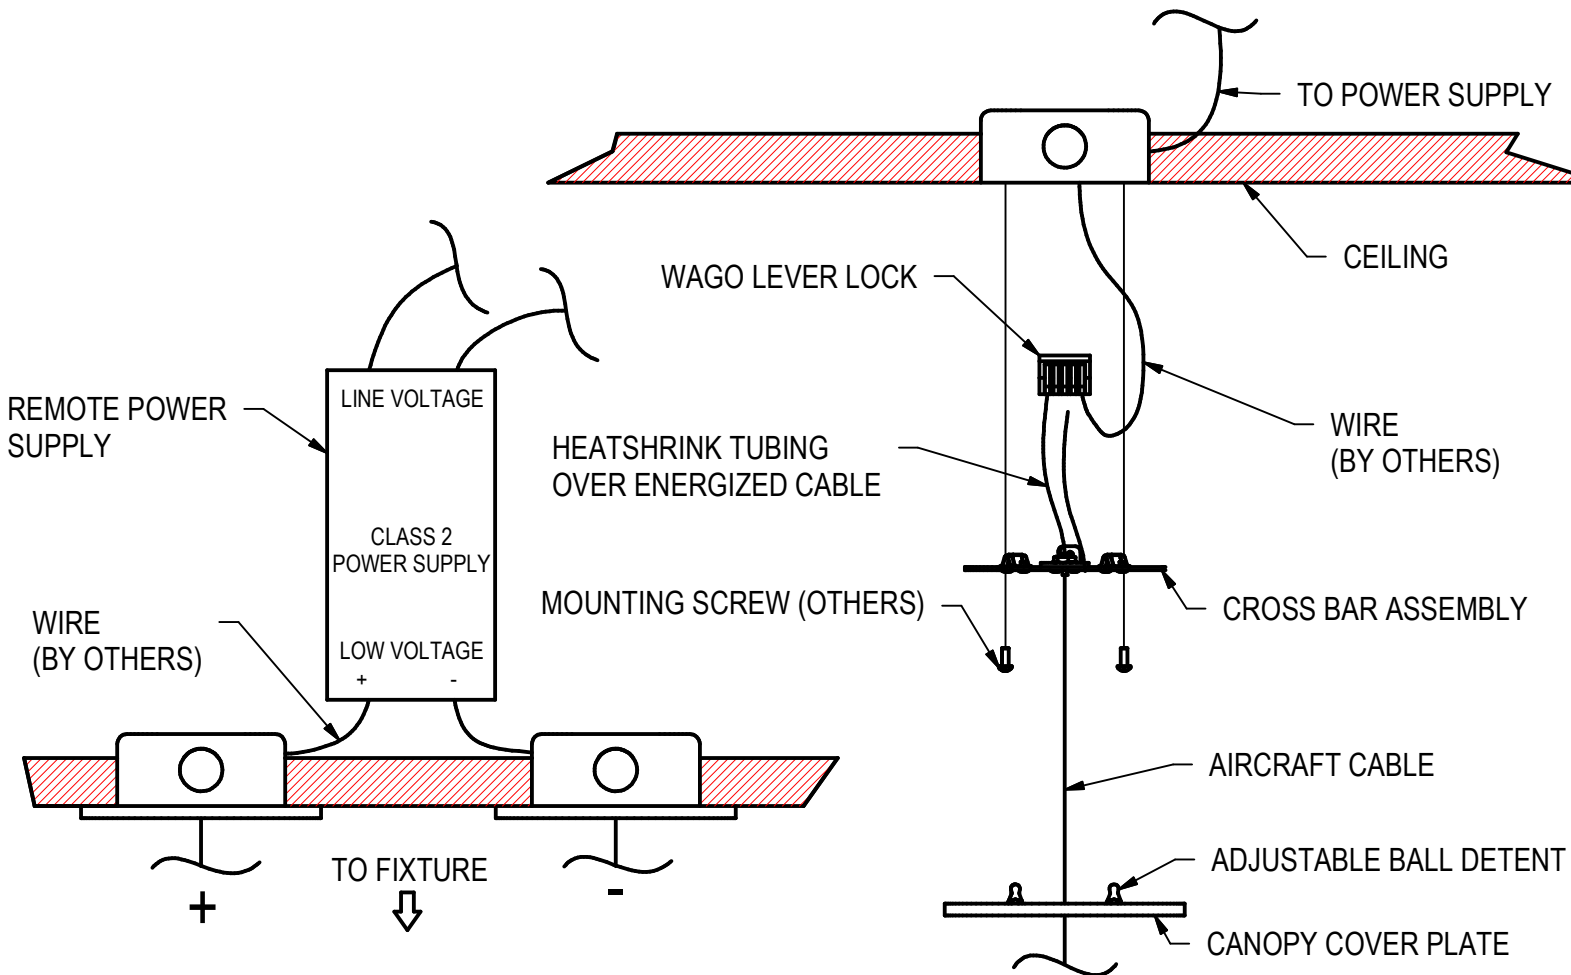 TO POWER SUPPLY
CEILING
WAGO LEVER LOCK
LINE VOLTAGE
REMOTE POWER
SUPPLY
WIRE
(BY OTHERS)
HEATSHRINK TUBING
OVER ENERGIZED CABLE
CLASS 2
POWER SUPPLY
MOUNTING SCREW (OTHERS)
CROSS BAR ASSEMBLY
WIRE
(BY OTHERS)
LOW VOLTAGE
+ -
AIRCRAFT CABLE
TO FIXTURE
ADJUSTABLE BALL DETENT
+ -
CANOPY COVER PLATE